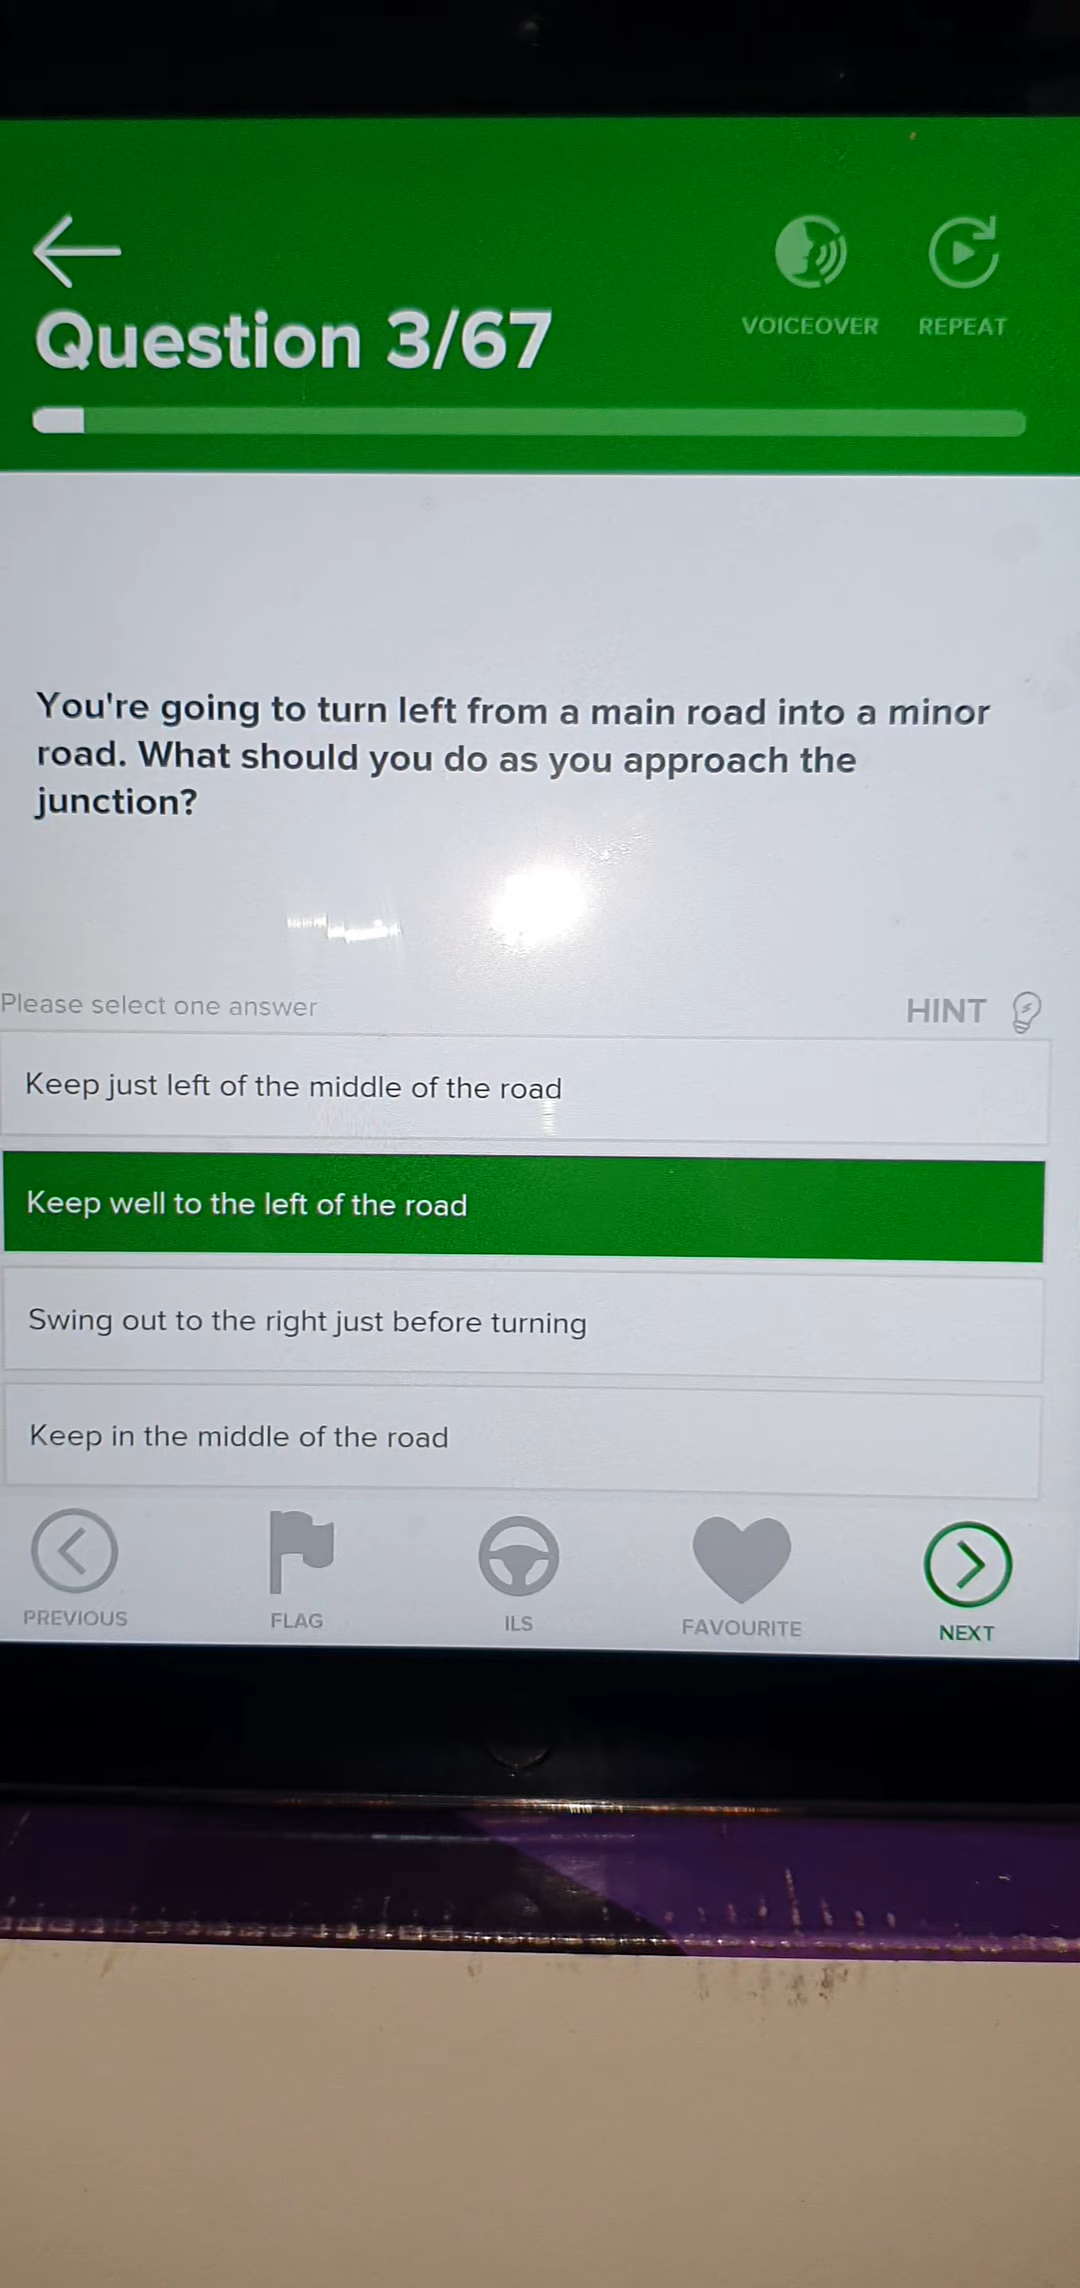 VOICEOVER REPEAT
Question 3/67
You're going to turn left from a main road into a minor
road. What should you do as you approach the
junction?
Please select one answer
HINT
Keep just left of the middle of the road
Keep well to the left of the road
Swing out to the right just before turning
Keep in the middle of the road
PREVIOUS FLAG ILS FAVOURITE NEXT